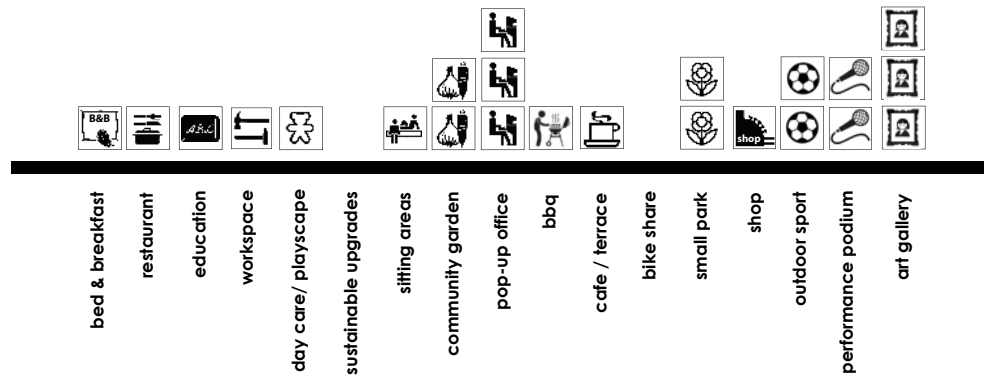 B&B
shop
bed & breakfast
restaurant
education
workspace
day care/ playscape
sustainable upgrades
sitting areas
community garden
pop-up office
bbq
cafe / terrace
bike share
small park
shop
outdoor sport
performance podium
art gallery